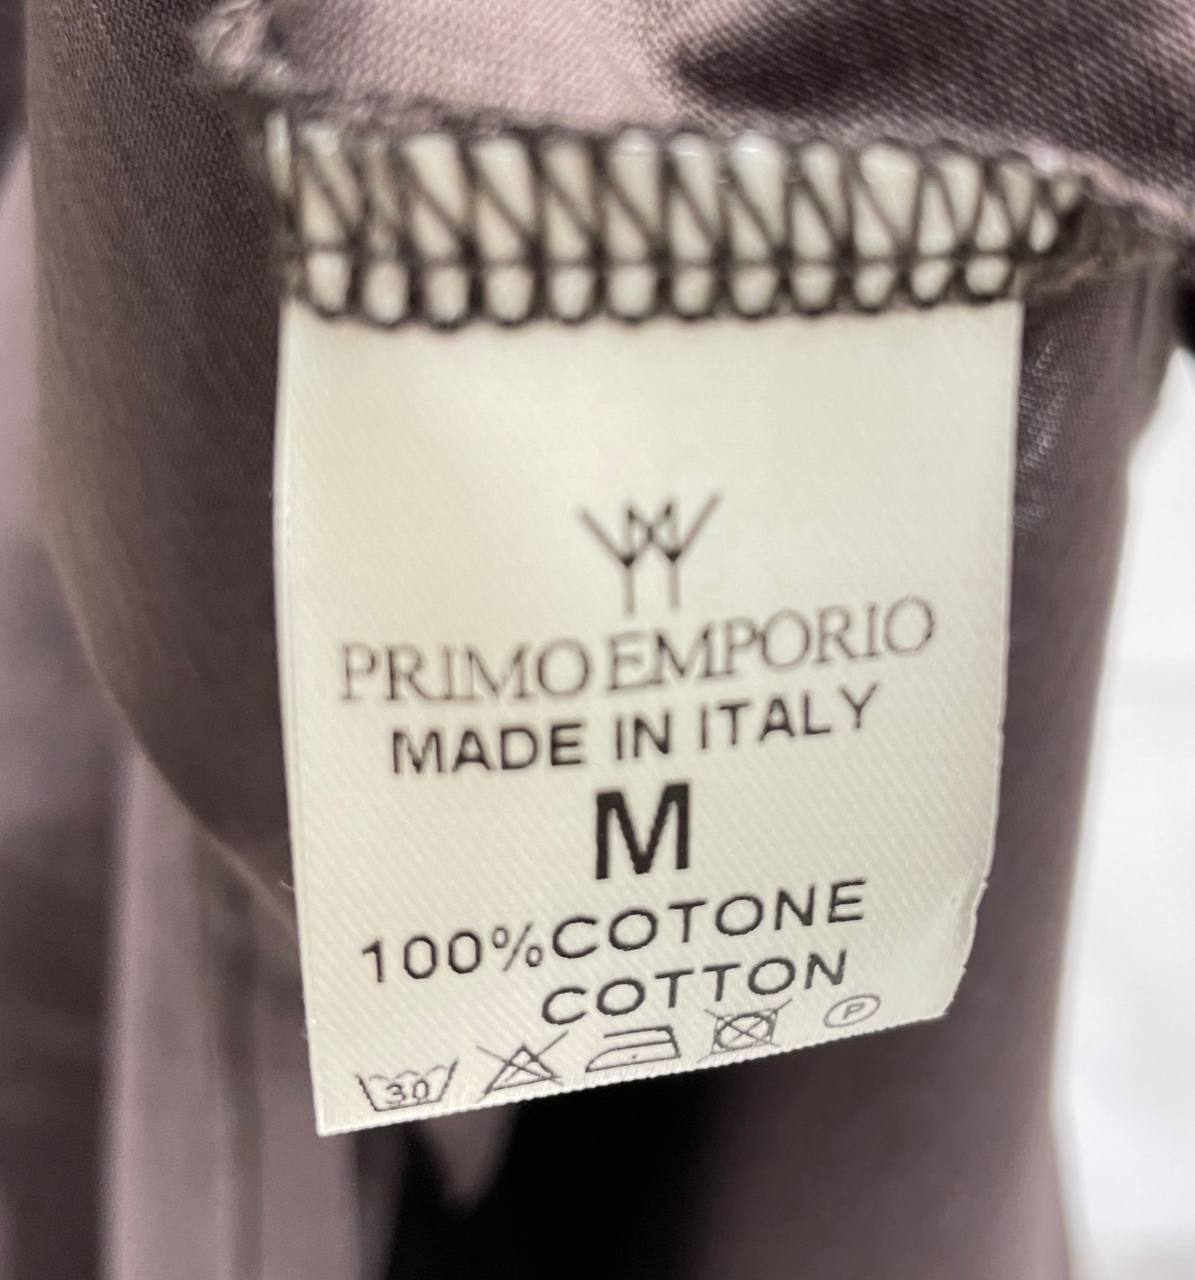 PRIMO EMPORIO
MADE IN ITALY
M
100%COTONE
COTTON
30 P